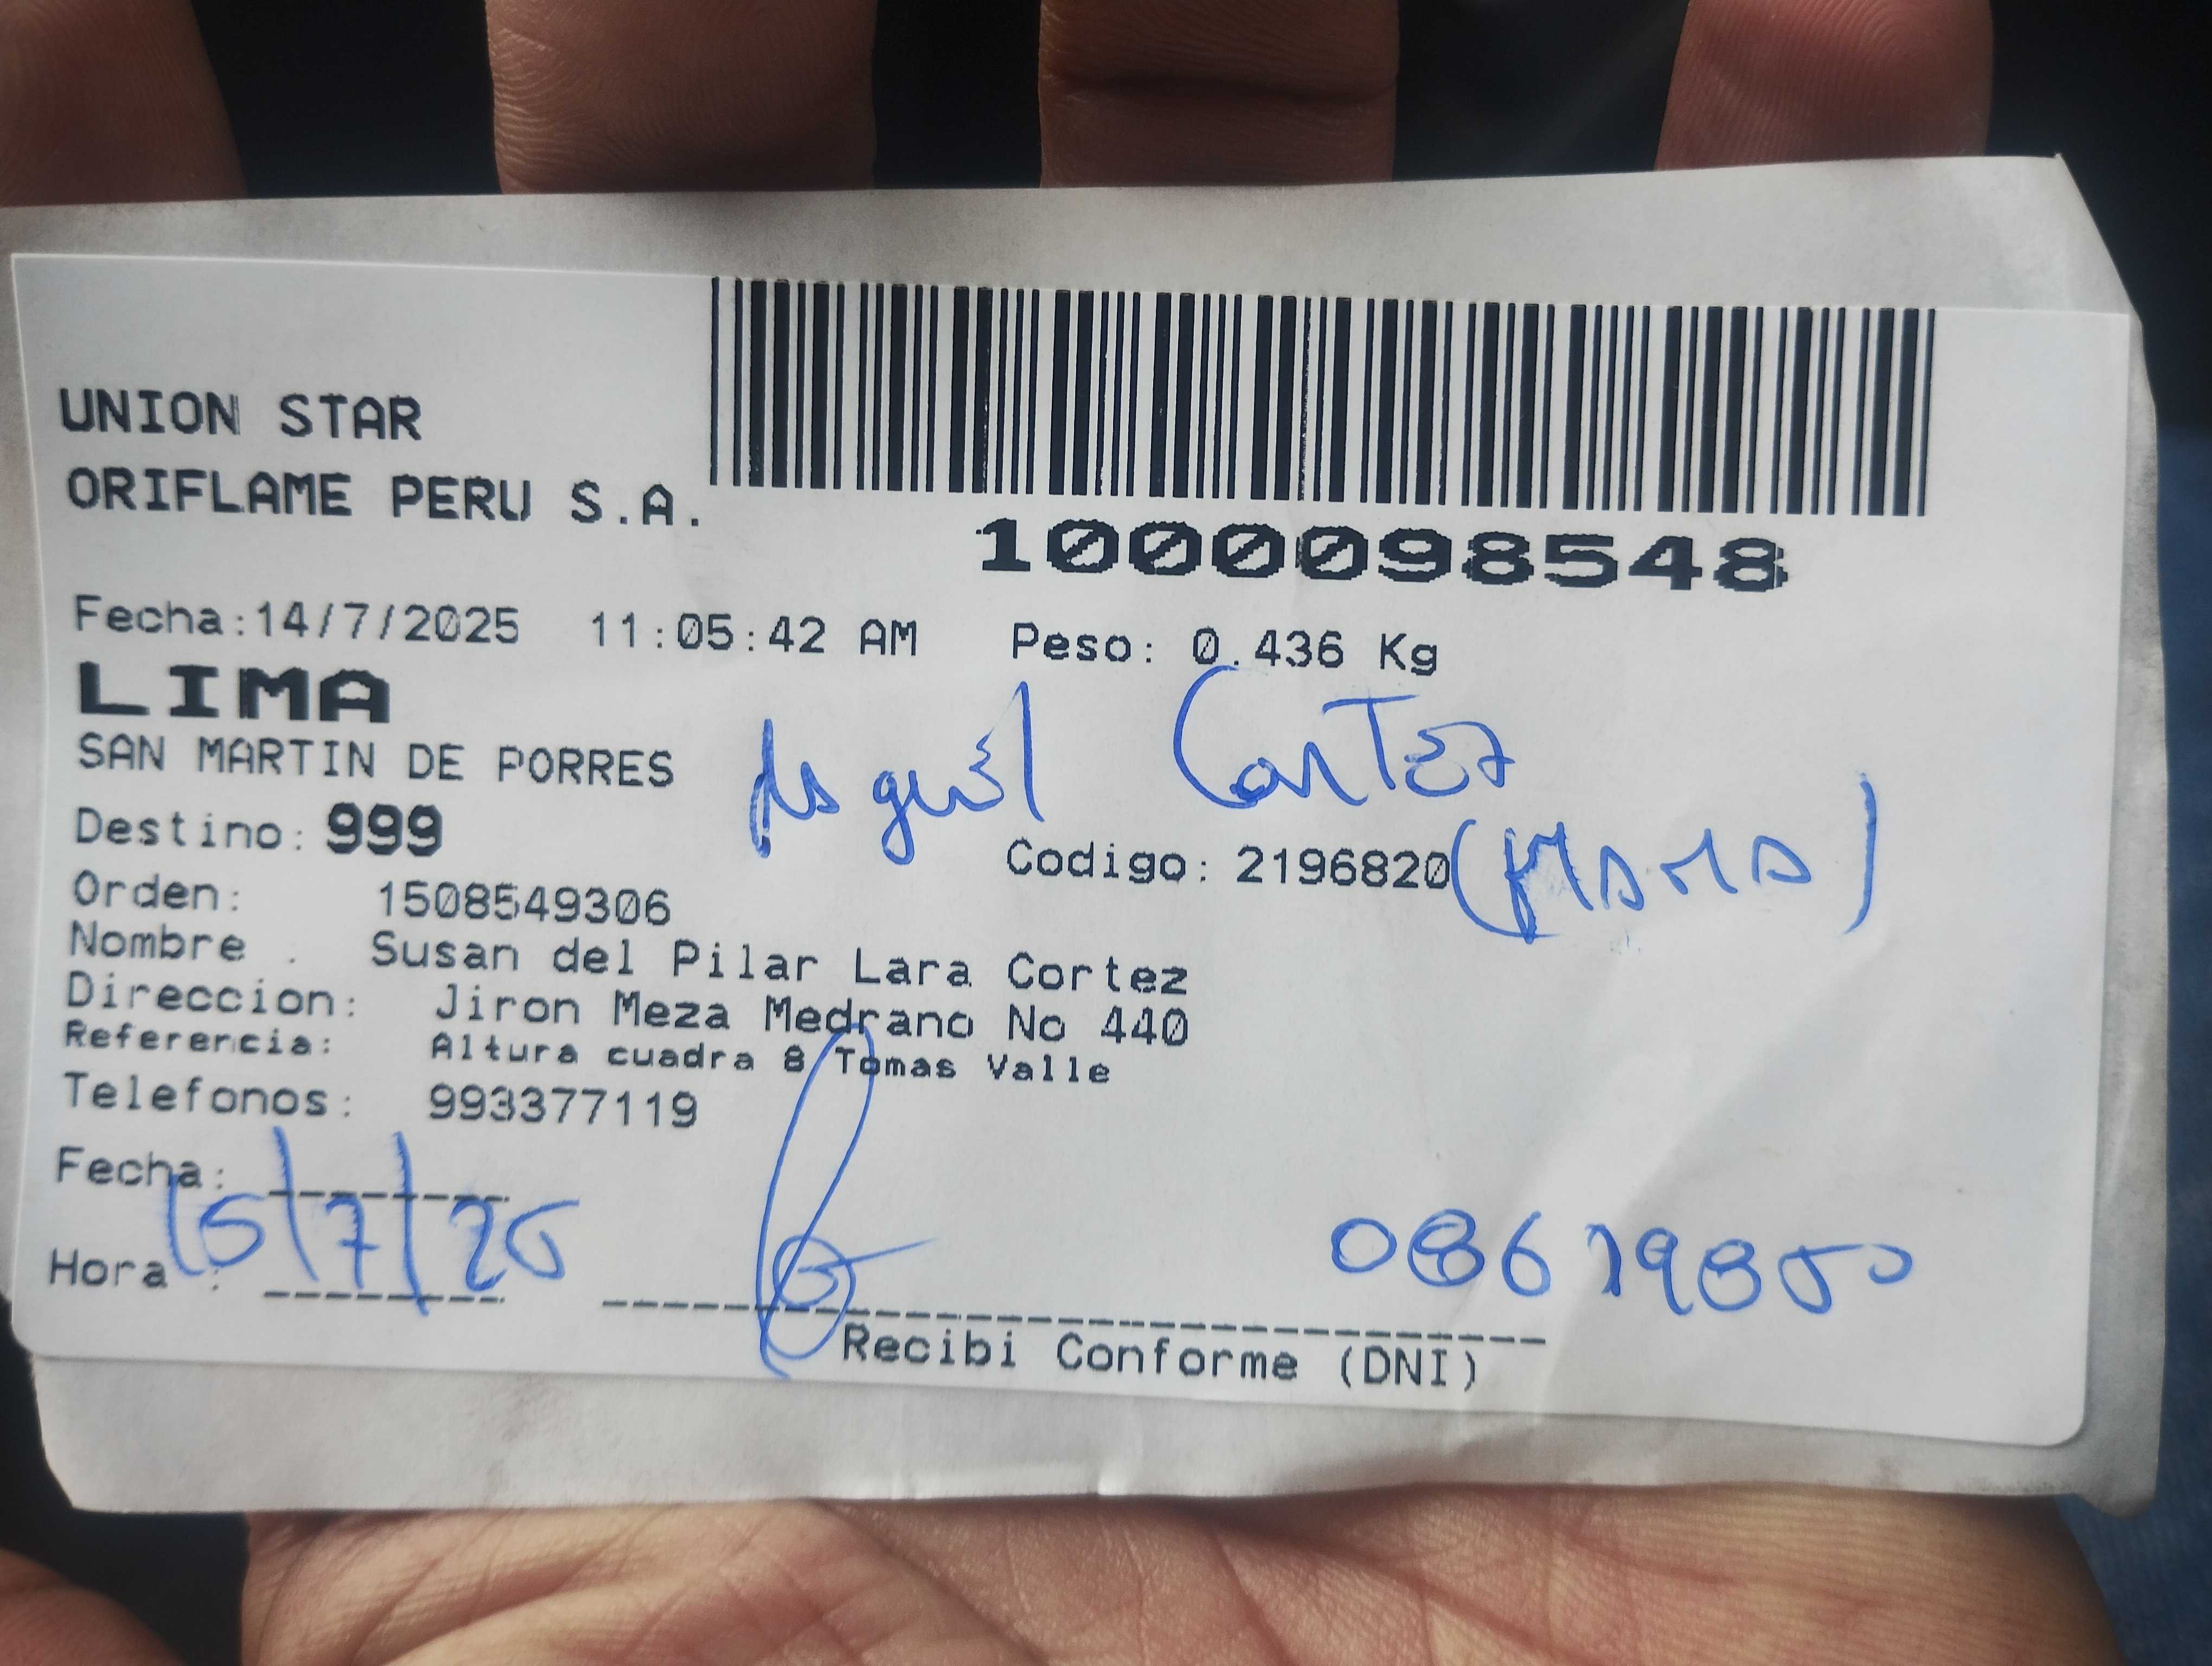 UNION STAR
ORIFLAME PERU S.A.
1000098548
Fecha:14/7/2025 11:05:42 AM Peso: 0.436 Kg
LIMA
SAN MARTIN DE PORRES
Cortez
Destino: 999
Codigo: 2196820 (MAMA)
Orden: 1508549306
Nombre : Susan del Pilar Lara Cortez
Direccion: Jiron Meza Medrano No 440
Referencia: Altura cuadra 8 Tomas Valle
Telefonos: 993377119
Fecha: 15/7/25
Hora :
Recibi Conforme (DNI)